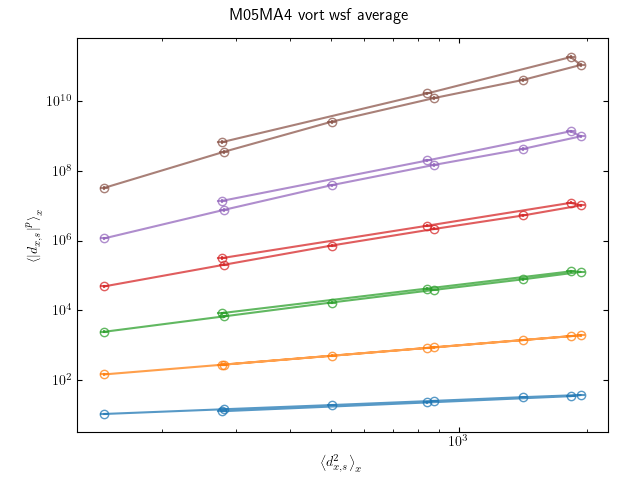 M05MA4 vort wsf average
10^{10}
10^8
10^6
10^4
10^2
⟨|d_{x,s}|^p⟩_x
10^3
⟨d_{x,s}^2⟩_x